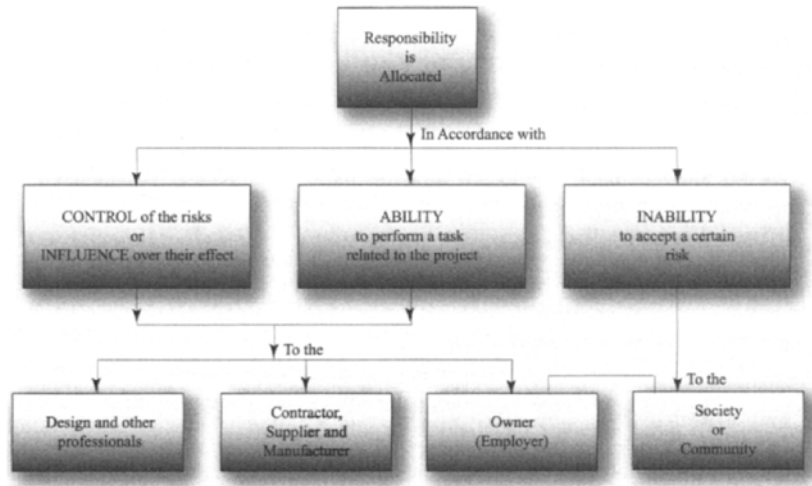 Responsibility
is
Allocated
In Accordance with
CONTROL of the risks
or
INFLUENCE over their effect
ABILITY
to perform a task
related to the project
INABILITY
to accept a certain
risk
To the
To the
Design and other
professionals
Contractor,
Supplier and
Manufacturer
Owner
(Employer)
Society
or
Community